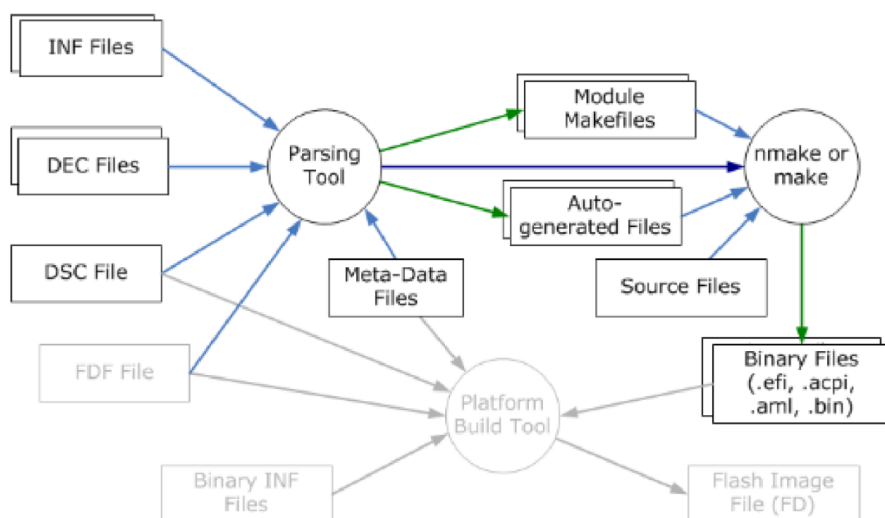 INF Files
Module
Makefiles
DEC Files
Parsing
Tool
nmake or
make
Auto-
generated Files
DSC File
Meta-Data
Files
Source Files
FDF File
Binary Files
(.efi, .acpi,
.aml, .bin)
Platform
Build Tool
Binary INF
Files
Flash Image
File (FD)